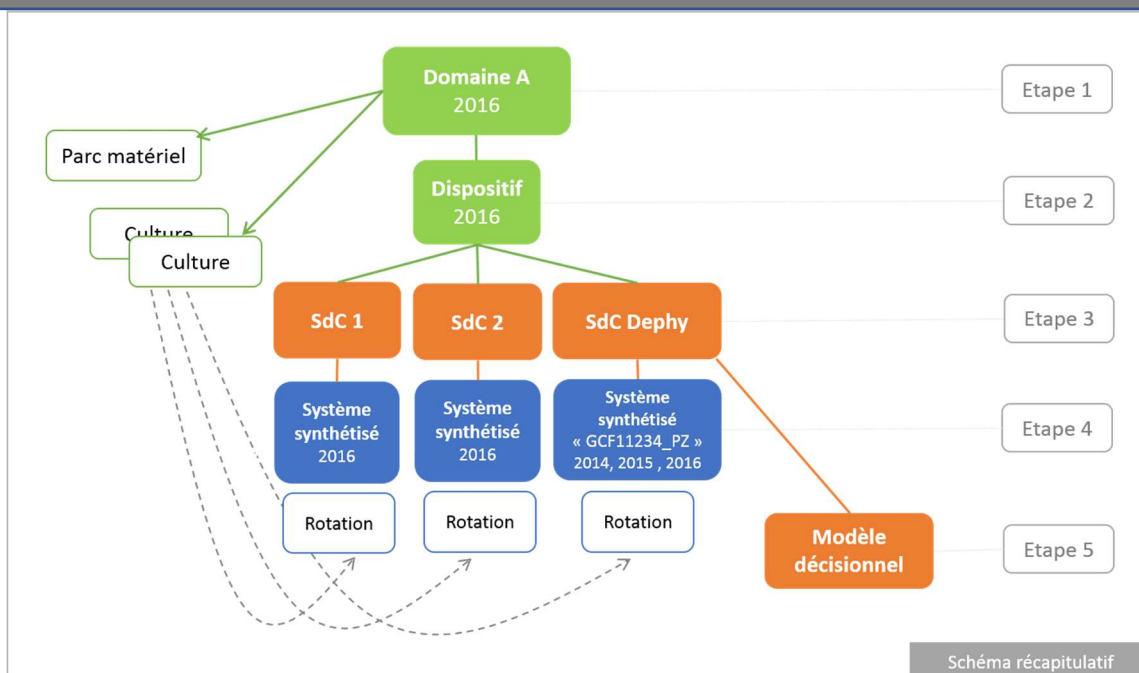 Domaine A
2016
Etape 1
Parc matériel
Dispositif
2016
Etape 2
Culture
Culture
SdC 1
SdC 2
SdC Dephy
Etape 3
Système
synthétisé
2016
Système
synthétisé
2016
Système
synthétisé
« GCF11234_PZ »
2014, 2015 , 2016
Etape 4
Rotation
Rotation
Rotation
Modèle
décisionnel
Etape 5
Schéma récapitulatif